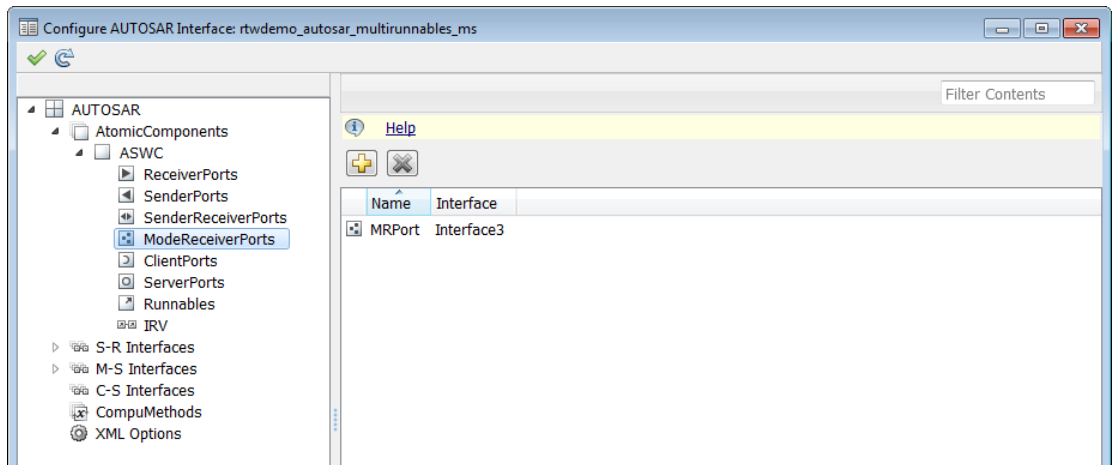 Configure AUTOSAR Interface: rtwdemo_autosar_multirunnables_ms
Filter Contents
AUTOSAR
AtomicComponents
ASWC
ReceiverPorts
SenderPorts
SenderReceiverPorts
ModeReceiverPorts
ClientPorts
ServerPorts
Runnables
IRV
S-R Interfaces
M-S Interfaces
C-S Interfaces
CompuMethods
XML Options
Help
Name Interface
MRPort Interface3